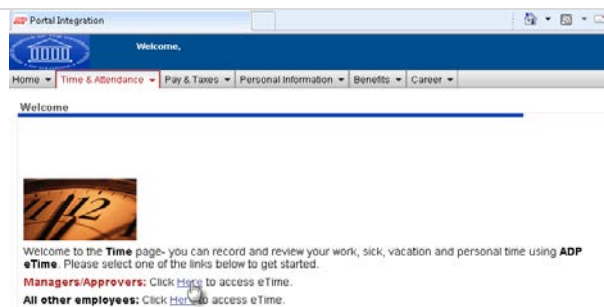 Portal Integration
Welcome,
Home Time & Attendance Pay & Taxes Personal Information Benefits Career
Welcome
11 12
Welcome to the Time page- you can record and review your work, sick, vacation and personal time using ADP
eTime. Please select one of the links below to get started.
Managers/Approvers: Click Here to access eTime.
All other employees: Click Here to access eTime.